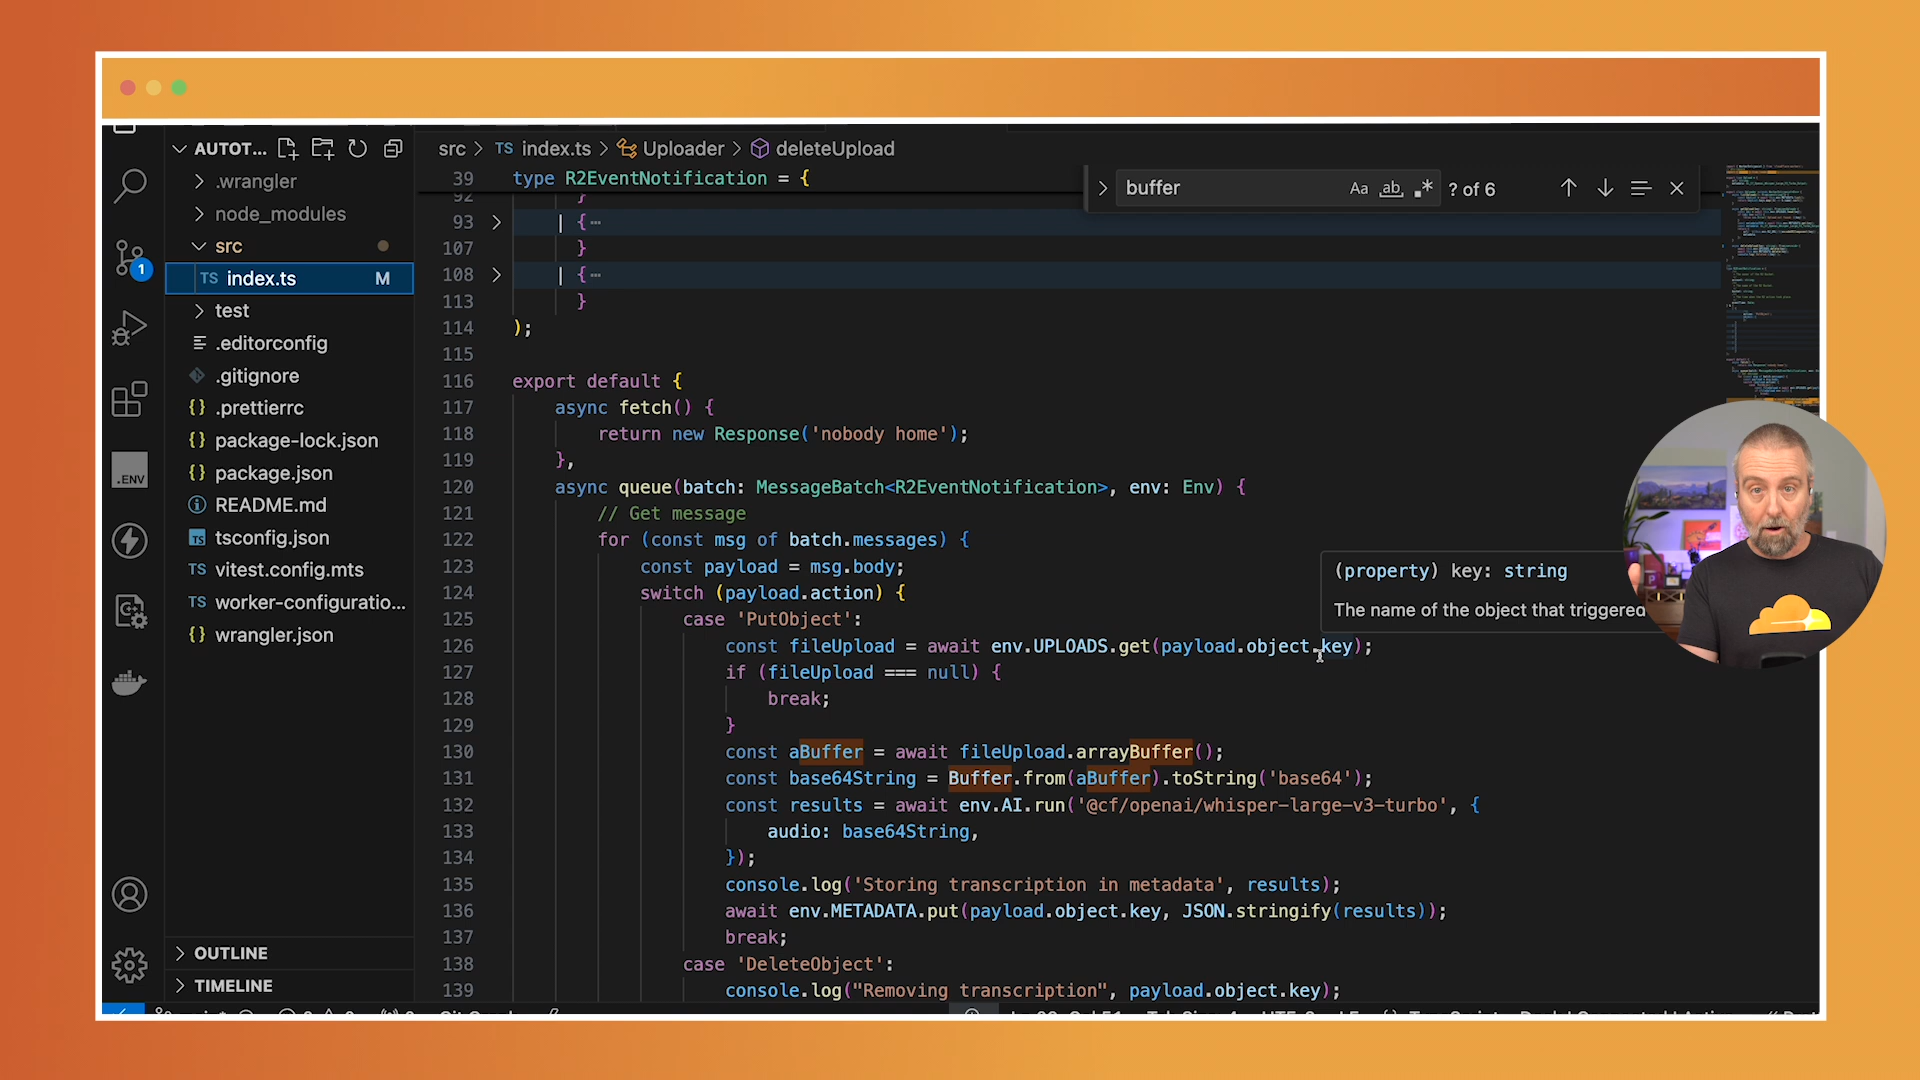 AUTOT...
.wrangler
node_modules
src
TS index.ts M
test
.editorconfig
.gitignore
{} .prettierrc
{} package-lock.json
{} package.json
README.md
TS tsconfig.json
TS vitest.config.mts
TS worker-configuratio...
{} wrangler.json
OUTLINE
TIMELINE
1
.ENV
src > TS index.ts > Uploader > deleteUpload
buffer Aa ab ? of 6
39 type R2EventNotification = {
92 }
93 | {
107 }
108 | {
113 }
114 );
115
116 export default {
117 async fetch() {
118 return new Response('nobody home');
119 },
120 async queue(batch: MessageBatch<R2EventNotification>, env: Env) {
121 // Get message
122 for (const msg of batch.messages) {
123 const payload = msg.body;
124 switch (payload.action) {
125 case 'PutObject':
126 const fileUpload = await env.UPLOADS.get(payload.object.key);
127 if (fileUpload === null) {
128 break;
129 }
130 const aBuffer = await fileUpload.arrayBuffer();
131 const base64String = Buffer.from(aBuffer).toString('base64');
132 const results = await env.AI.run('@cf/openai/whisper-large-v3-turbo', {
133 audio: base64String,
134 });
135 console.log('Storing transcription in metadata', results);
136 await env.METADATA.put(payload.object.key, JSON.stringify(results));
137 break;
138 case 'DeleteObject':
139 console.log("Removing transcription", payload.object.key);
(property) key: string
The name of the object that triggered